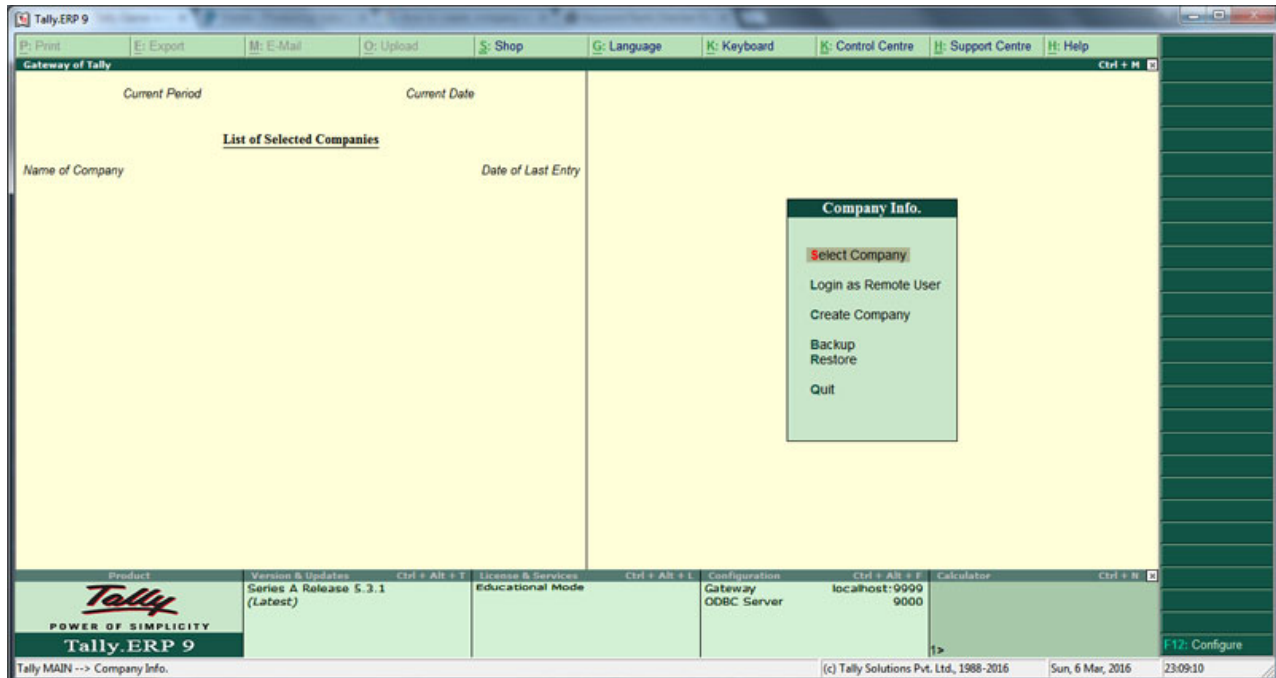 Tally.ERP 9
P: Print E: Export M: E-Mail O: Upload S: Shop G: Language K: Keyboard K: Control Centre H: Support Centre H: Help
Gateway of Tally Ctrl + M
Current Period Current Date
List of Selected Companies
Name of Company Date of Last Entry
Company Info.
Select Company
Login as Remote User
Create Company
Backup
Restore
Quit
Product Version & Updates Ctrl + Alt + T License & Services Ctrl + Alt + L Configuration Ctrl + Alt + F Calculator Ctrl + N
Tally
POWER OF SIMPLICITY
Tally.ERP 9
Series A Release 5.3.1
(Latest)
Educational Mode
Gateway localhost:9999
ODBC Server 9000
1>
F12: Configure
Tally MAIN --> Company Info. (c) Tally Solutions Pvt. Ltd., 1988-2016 Sun, 6 Mar, 2016 23:09:10